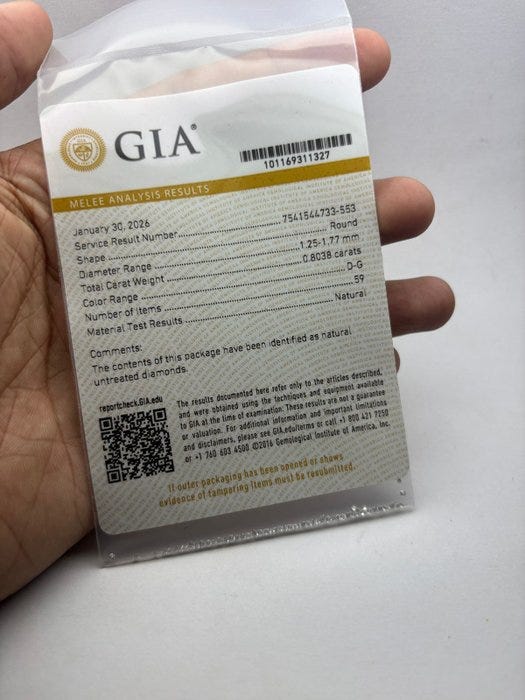 GIA®
101169311327
MELEE ANALYSIS RESULTS
January 30, 2026
Service Result Number 7541544733-553
Shape Round
Diameter Range 1.25-1.77 mm
Total Carat Weight 0.8038 carats
Color Range D-G
Number of Items 59
Material Test Results Natural
Comments:
The contents of this package have been identified as natural
untreated diamonds.
reportcheck.GIA.edu
The results documented here refer only to the articles described,
and were obtained using the techniques and equipment available
to GIA at the time of examination. These results are not a guarantee
or valuation. For additional information and important limitations
and disclaimers, please see GIA.edu/terms or call +1 800 421 7250
or +1 760 603 4500 ©2016 Gemological Institute of America, Inc.
If outer packaging has been opened or shows
evidence of tampering items must be resubmitted.